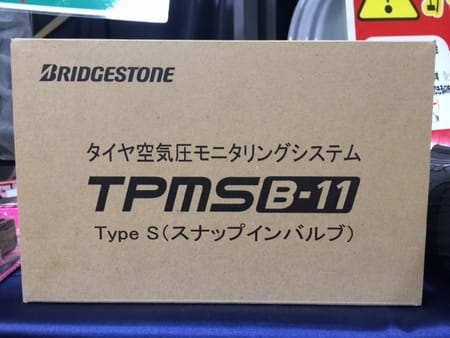 BRIDGESTONE
タイヤ空気圧モニタリングシステム
TPMS B-11
Type S(スナップインバルブ)